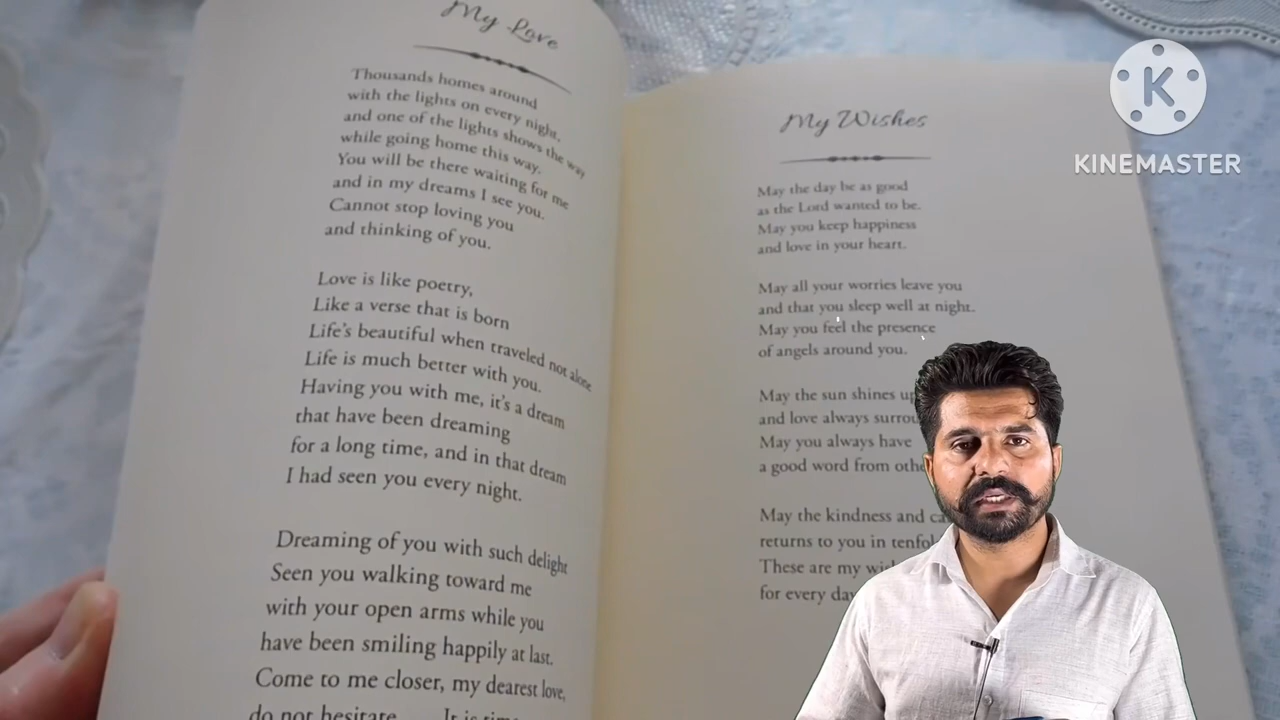 My Love
Thousands homes around
with the lights on every night,
and one of the lights shows the way
while going home this way.
You will be there waiting for me
and in my dreams I see you.
Cannot stop loving you
and thinking of you.
Love is like poetry,
Like a verse that is born
Life's beautiful when traveled not alone
Life is much better with you.
Having you with me, it's a dream
that have been dreaming
for a long time, and in that dream
I had seen you every night.
Dreaming of you with such delight
Seen you walking toward me
with your open arms while you
have been smiling happily at last.
Come to me closer, my dearest love,
do not hesitate It is time
My Wishes
May the day be as good
as the Lord wanted to be.
May you keep happiness
and love in your heart.
May all your worries leave you
and that you sleep well at night.
May you feel the presence
of angels around you.
May the sun shines
and love always
May you always have
a good word from
May the kindness and
returns to you in
These are my
for every
K
KINEMASTER